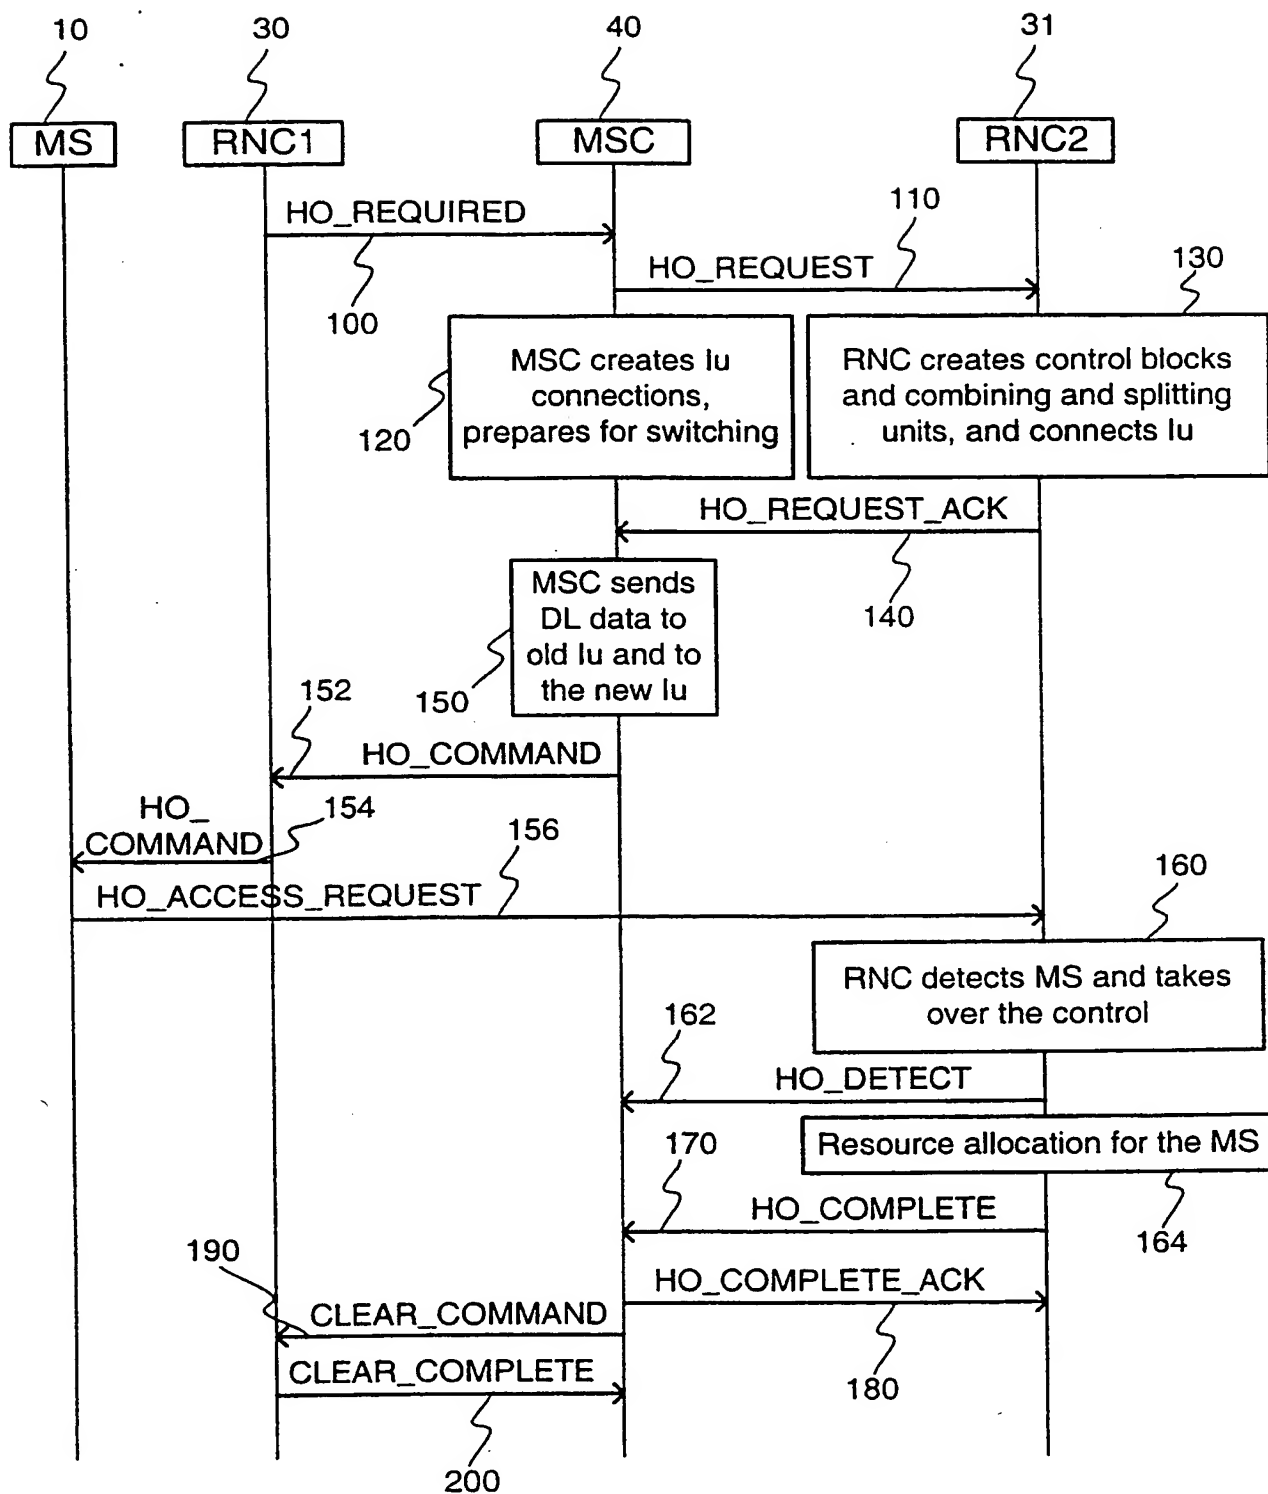 10
30
40
31
MS
RNC1
MSC
RNC2
HO_REQUIRED
100
HO_REQUEST
110
130
MSC creates Iu
connections,
prepares for switching
120
RNC creates control blocks
and combining and splitting
units, and connects Iu
HO_REQUEST_ACK
140
MSC sends
DL data to
old Iu and to
the new Iu
150
152
HO_COMMAND
HO_
COMMAND
154
156
HO_ACCESS_REQUEST
160
RNC detects MS and takes
over the control
162
HO_DETECT
Resource allocation for the MS
164
170
HO_COMPLETE
190
HO_COMPLETE_ACK
180
CLEAR_COMMAND
CLEAR_COMPLETE
200